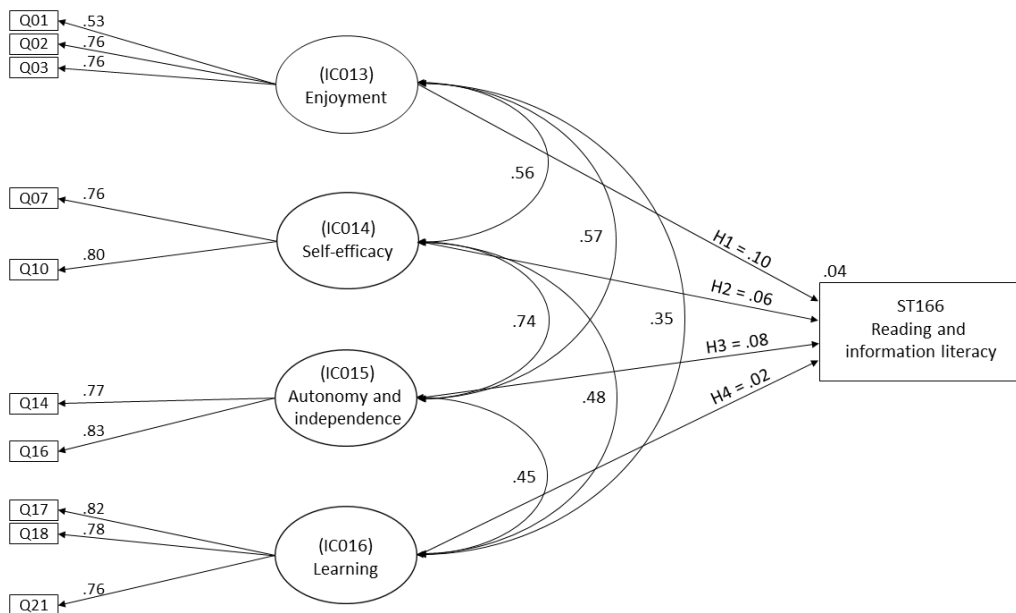 Q01
.53
Q02
.76
Q03
.76
(IC013)
Enjoyment
.56
Q07
.76
(IC014)
Self-efficacy
Q10
.80
.57
H1 = .10
H2 = .06
.04
ST166
Reading and
information literacy
.74
.35
H3 = .08
(IC015)
Autonomy and
independence
Q14
.77
Q16
.83
.48
H4 = .02
.45
Q17
.82
Q18
.78
(IC016)
Learning
Q21
.76